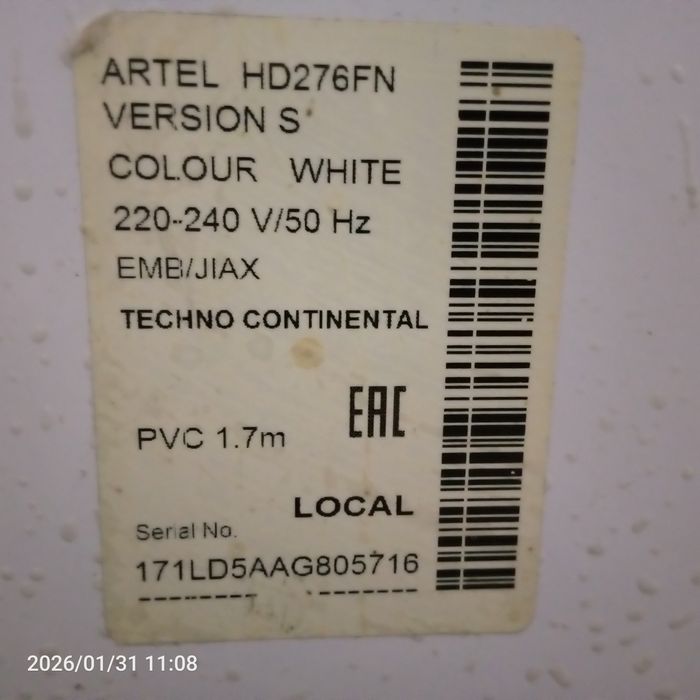 ARTEL HD276FN
VERSION S
COLOUR WHITE
220-240 V/50 Hz
EMB/JIAX
TECHNO CONTINENTAL
EAC
PVC 1.7m
LOCAL
Serial No.
171LD5AAG805716
2026/01/31 11:08